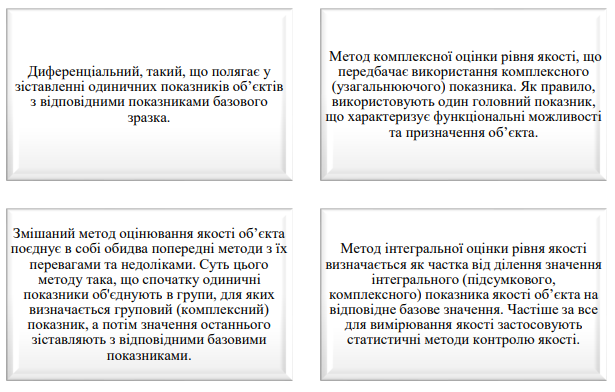 Диференціальний, такий, що полягає у
зіставленні одиничних показників об’єктів
з відповідними показниками базового
зразка.
Метод комплексної оцінки рівня якості, що
передбачає використання комплексного
(узагальнюючого) показника. Як правило,
використовують один головний показник,
що характеризує функціональні можливості
та призначення об’єкта.
Змішаний метод оцінювання якості об’єкта
поєднує в собі обидва попередні методи з їх
перевагами та недоліками. Суть цього
методу така, що спочатку одиничні
показники об'єднують в групи, для яких
визначається груповий (комплексний)
показник, а потім значення останнього
зіставляють з відповідними базовими
показниками.
Метод інтегральної оцінки рівня якості
визначається як частка від ділення значення
інтегрального (підсумкового,
комплексного) показника якості об’єкта на
відповідне базове значення. Частіше за все
для вимірювання якості застосовують
статистичні методи контролю якості.